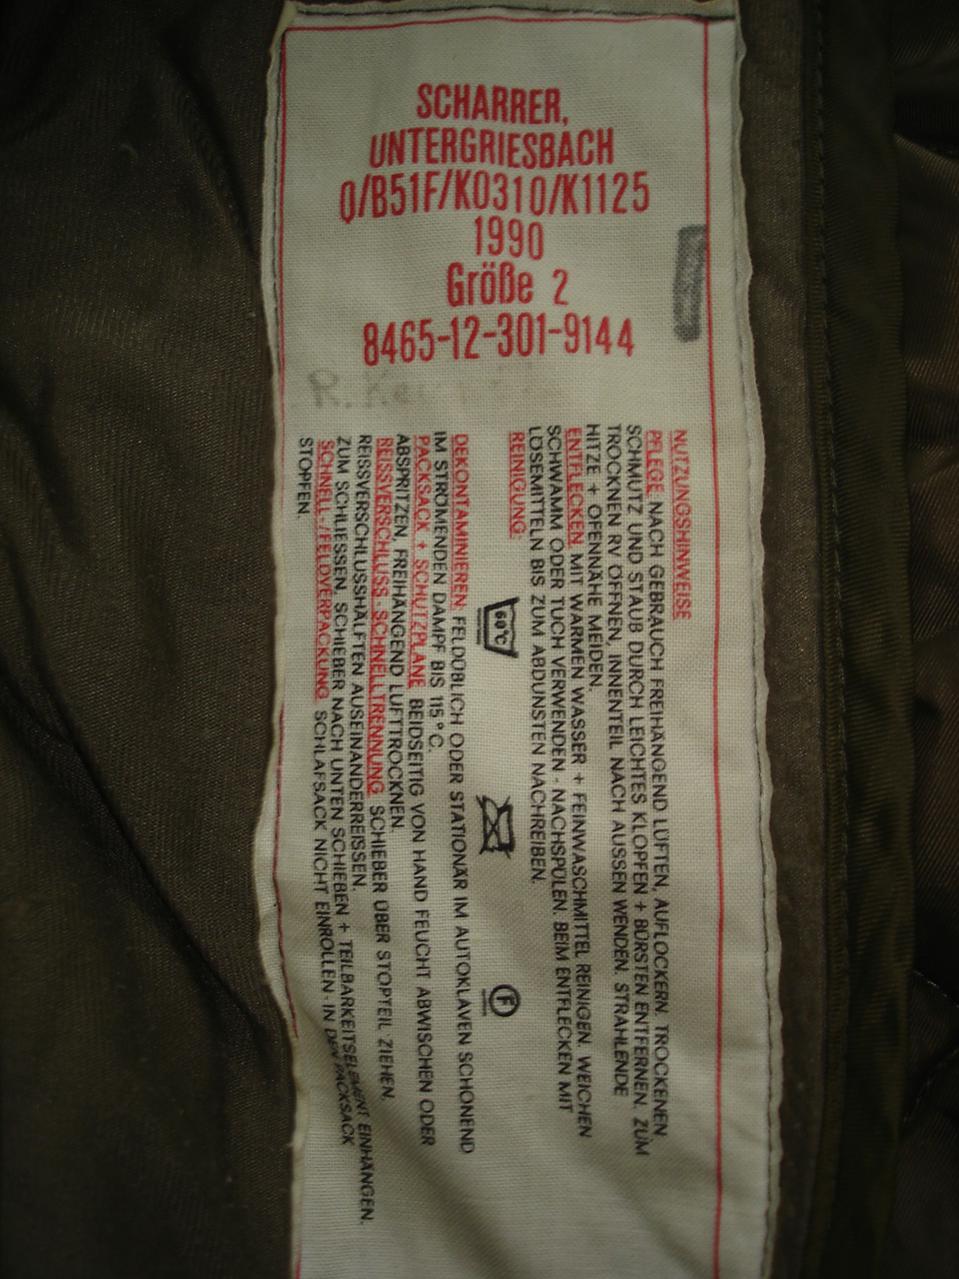 SCHARRER,
UNTERGRIESBACH
Q/B51F/K0310/K1125
1990
Größe 2
8465-12-301-9144
R.
NUTZUNGSHINWEISE
PFLEGE: NACH GEBRAUCH FREIHÄNGEND LÜFTEN, AUFLOCKERN. TROCKENEN
SCHMUTZ UND STAUB DURCH LEICHTES KLOPFEN + BÜRSTEN ENTFERNEN. ZUM
TROCKNEN RV ÖFFNEN, INNENTEIL NACH AUSSEN WENDEN. STRAHLENDE
HITZE + OFENNÄHE MEIDEN.
ENTFLECKEN: MIT WARMEN WASSER + FEINWASCHMITTEL REINIGEN. WEICHEN
SCHWAMM ODER TUCH VERWENDEN - NACHSPÜLEN. BEIM ENTFLECKEN MIT
LÖSEMITTELN BIS ZUM ABDUNSTEN NACHREIBEN.
REINIGUNG:
60°C
F
DEKONTAMINIEREN: FELDÜBLICH ODER STATIONÄR IM AUTOKLAVEN SCHONEND
IM STRÖMENDEN DAMPF BIS 115° C.
PACKSACK + SCHUTZPLANE: BEIDSEITIG VON HAND FEUCHT ABWISCHEN ODER
ABSPRITZEN, FREIHÄNGEND LUFTTROCKNEN.
REISSVERSCHLUSS - SCHNELLTRENNUNG: SCHIEBER ÜBER STOPTEIL ZIEHEN.
REISSVERSCHLUSSHÄLFTEN AUSEINANDERREISSEN.
ZUM SCHLIESSEN, SCHIEBER NACH UNTEN SCHIEBEN + TEILBARKEITSELEMENT EINHÄNGEN.
SCHNELL-/FELDVERPACKUNG: SCHLAFSACK NICHT EINROLLEN - IN DEN PACKSACK
STOPFEN.